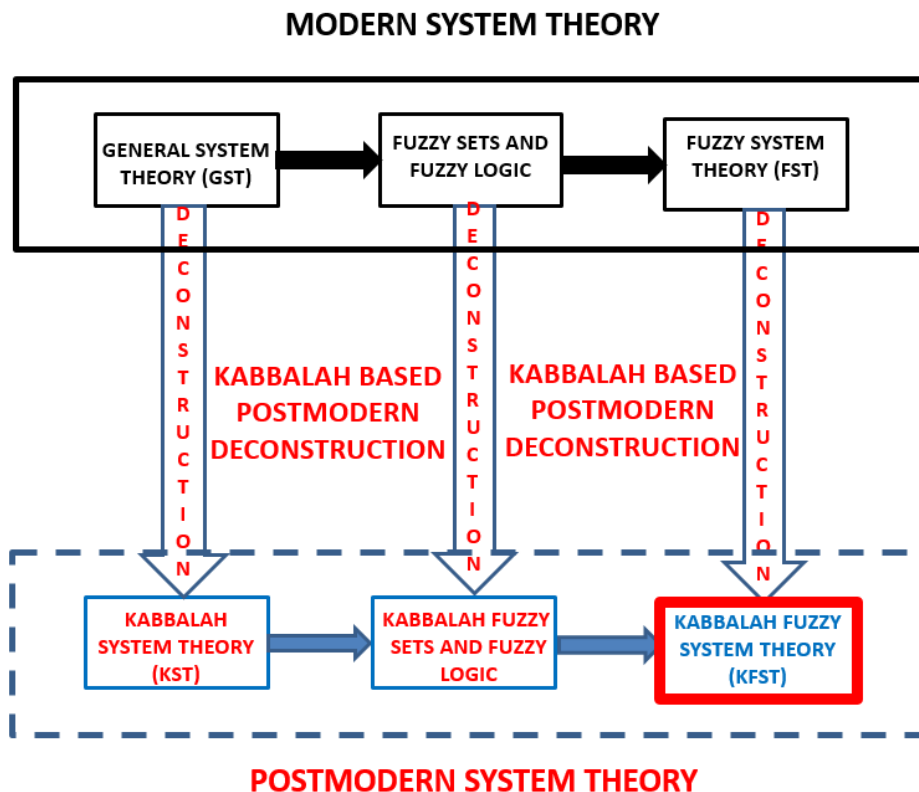 MODERN SYSTEM THEORY
GENERAL SYSTEM
THEORY (GST)
FUZZY SETS AND
FUZZY LOGIC
FUZZY SYSTEM
THEORY (FST)
DECONSTRUCTION
DECONSTRUCTION
DECONSTRUCTION
KABBALAH BASED
POSTMODERN
DECONSTRUCTION
KABBALAH BASED
POSTMODERN
DECONSTRUCTION
KABBALAH
SYSTEM THEORY
(KST)
KABBALAH FUZZY
SETS AND FUZZY
LOGIC
KABBALAH FUZZY
SYSTEM THEORY
(KFST)
POSTMODERN SYSTEM THEORY